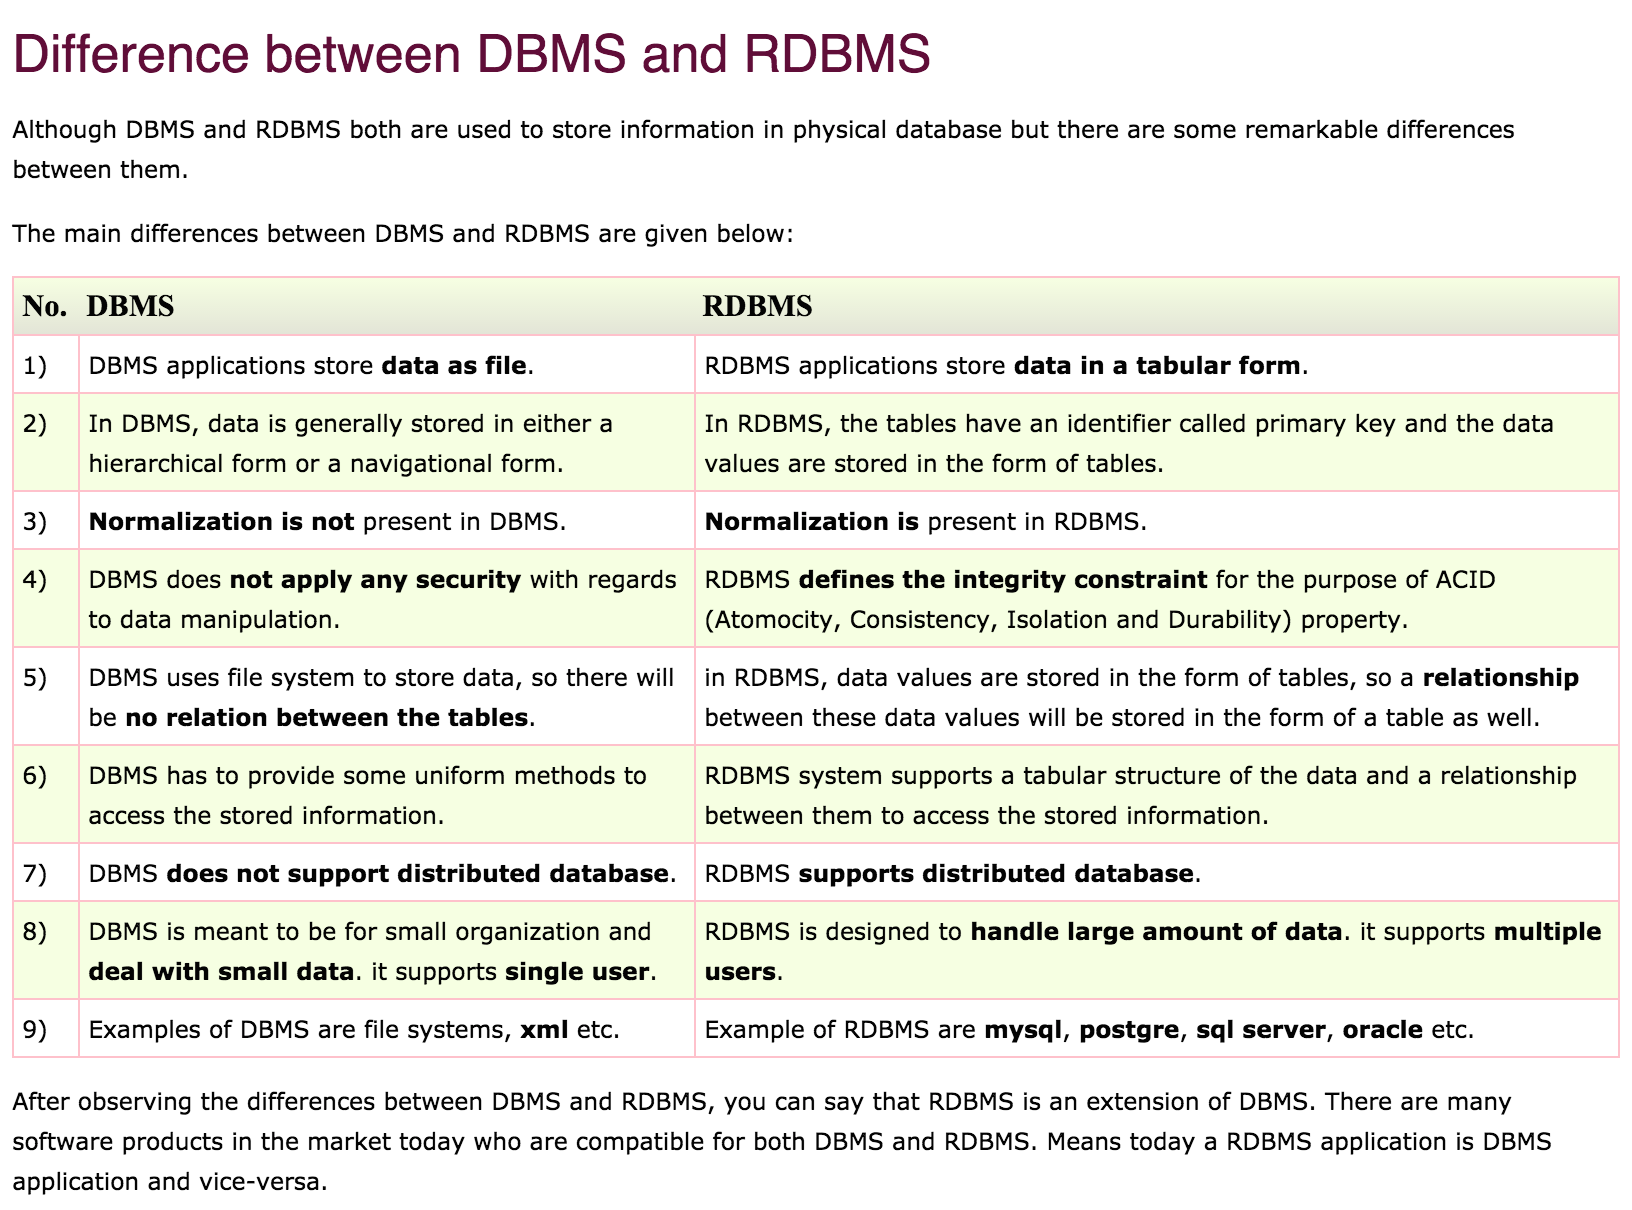 Difference between DBMS and RDBMS
Although DBMS and RDBMS both are used to store information in physical database but there are some remarkable differences
between them.
The main differences between DBMS and RDBMS are given below:
No. DBMS RDBMS
1) DBMS applications store data as file. RDBMS applications store data in a tabular form.
2) In DBMS, data is generally stored in either a
hierarchical form or a navigational form.
In RDBMS, the tables have an identifier called primary key and the data
values are stored in the form of tables.
3) Normalization is not present in DBMS. Normalization is present in RDBMS.
4) DBMS does not apply any security with regards
to data manipulation.
RDBMS defines the integrity constraint for the purpose of ACID
(Atomocity, Consistency, Isolation and Durability) property.
5) DBMS uses file system to store data, so there will
be no relation between the tables.
in RDBMS, data values are stored in the form of tables, so a relationship
between these data values will be stored in the form of a table as well.
6) DBMS has to provide some uniform methods to
access the stored information.
RDBMS system supports a tabular structure of the data and a relationship
between them to access the stored information.
7) DBMS does not support distributed database. RDBMS supports distributed database.
8) DBMS is meant to be for small organization and
deal with small data. it supports single user.
RDBMS is designed to handle large amount of data. it supports multiple
users.
9) Examples of DBMS are file systems, xml etc. Example of RDBMS are mysql, postgre, sql server, oracle etc.
After observing the differences between DBMS and RDBMS, you can say that RDBMS is an extension of DBMS. There are many
software products in the market today who are compatible for both DBMS and RDBMS. Means today a RDBMS application is DBMS
application and vice-versa.